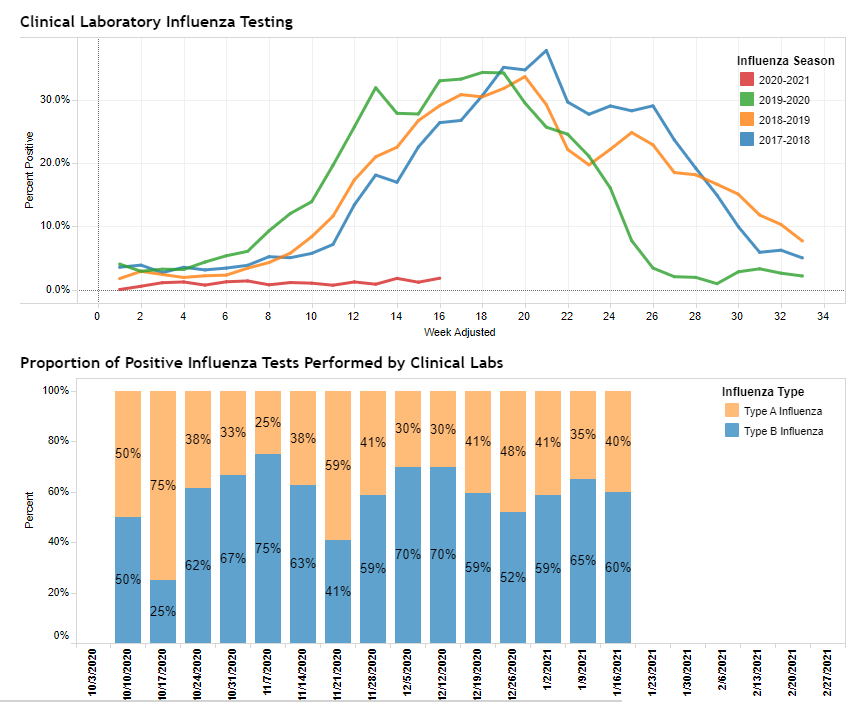 Clinical Laboratory Influenza Testing
Influenza Season
2020-2021
2019-2020
2018-2019
2017-2018
Percent Positive
30.0%
20.0%
10.0%
0.0%
0 2 4 6 8 10 12 14 16 18 20 22 24 26 28 30 32 34
Week Adjusted
Proportion of Positive Influenza Tests Performed by Clinical Labs
Influenza Type
Type A Influenza
Type B Influenza
Percent
100%
80%
60%
40%
20%
0%
50% 75% 38% 33% 25% 38% 59% 41% 30% 30% 41% 48% 41% 35% 40%
50% 25% 62% 67% 75% 63% 41% 59% 70% 70% 59% 52% 59% 65% 60%
10/3/2020 10/10/2020 10/17/2020 10/24/2020 10/31/2020 11/7/2020 11/14/2020 11/21/2020 11/28/2020 12/5/2020 12/12/2020 12/19/2020 12/26/2020 1/2/2021 1/9/2021 1/16/2021 1/23/2021 1/30/2021 2/6/2021 2/13/2021 2/20/2021 2/27/2021